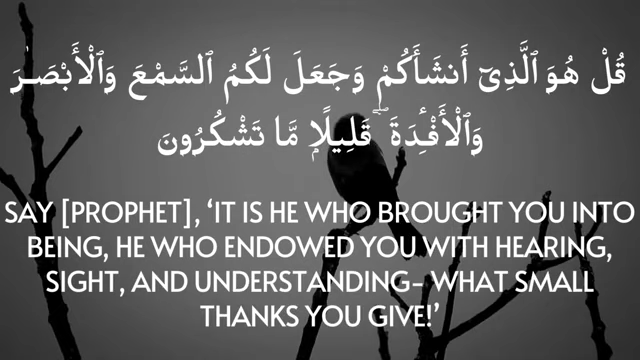 قُلْ هُوَ ٱلَّذِىٓ أَنشَأَكُمْ وَجَعَلَ لَكُمُ ٱلسَّمْعَ وَٱلْأَبْصَـٰرَ
وَٱلْأَفْـِٔدَةَ ۖ قَلِيلًۭا مَّا تَشْكُرُونَ
SAY [PROPHET], ‘IT IS HE WHO BROUGHT YOU INTO
BEING, HE WHO ENDOWED YOU WITH HEARING,
SIGHT, AND UNDERSTANDING- WHAT SMALL
THANKS YOU GIVE!’